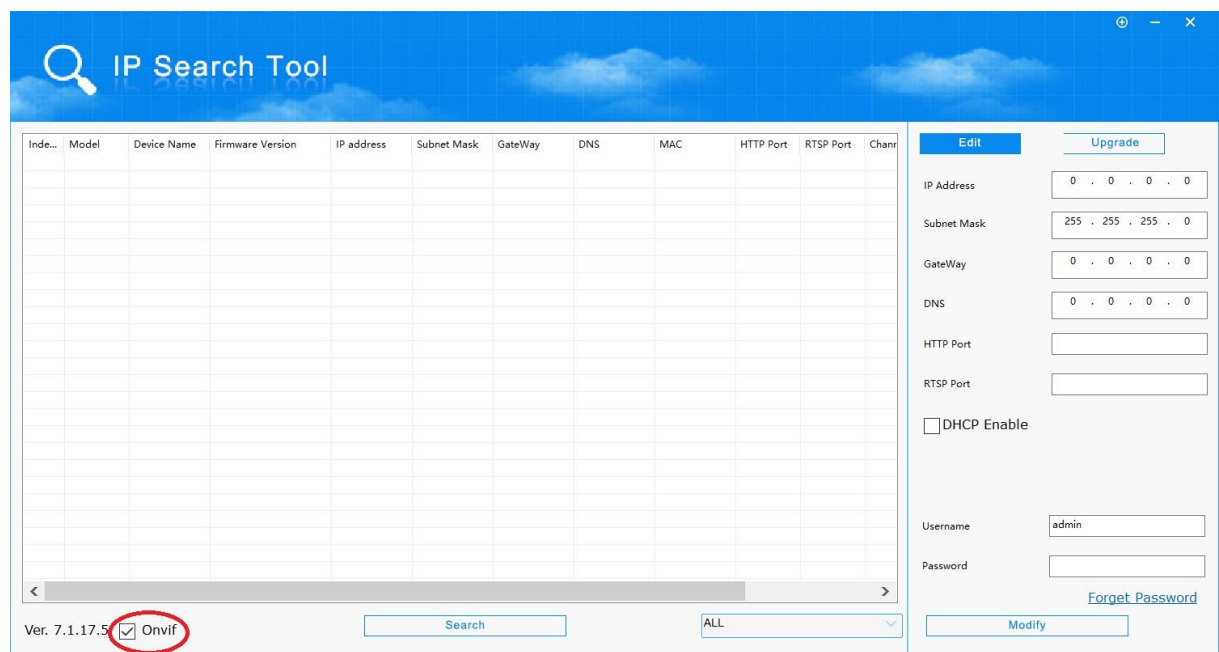 IP Search Tool
Inde... Model Device Name Firmware Version IP address Subnet Mask GateWay DNS MAC HTTP Port RTSP Port Chanr
Edit Upgrade
IP Address 0 . 0 . 0 . 0
Subnet Mask 255 . 255 . 255 . 0
GateWay 0 . 0 . 0 . 0
DNS 0 . 0 . 0 . 0
HTTP Port
RTSP Port
DHCP Enable
Username admin
Password
Forget Password
Ver. 7.1.17.5 Onvif Search ALL Modify